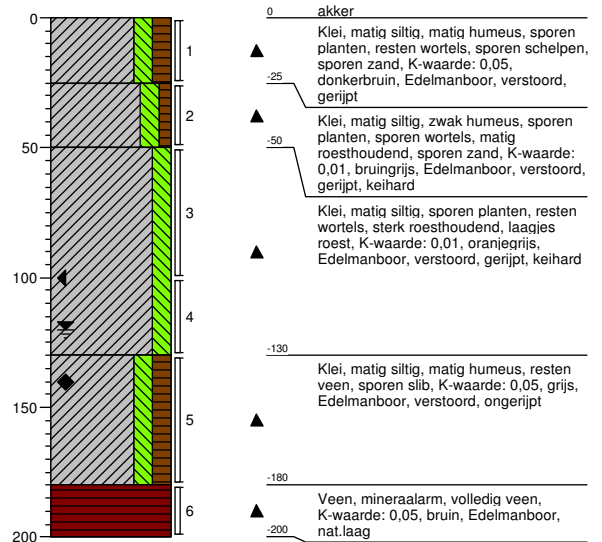 0
50
100
150
200
1
2
3
4
5
6
0
akker
Klei, matig siltig, matig humeus, sporen
planten, resten wortels, sporen schelpen,
sporen zand, K-waarde: 0,05,
donkerbruin, Edelmanboor, verstoord,
gerijpt
-25
Klei, matig siltig, zwak humeus, sporen
planten, sporen wortels, matig
roesthoudend, sporen zand, K-waarde:
0,01, bruingrijs, Edelmanboor, verstoord,
gerijpt, keihard
-50
Klei, matig siltig, sporen planten, resten
wortels, sterk roesthoudend, laagjes
roest, K-waarde: 0,01, oranjegrijs,
Edelmanboor, verstoord, gerijpt, keihard
-130
Klei, matig siltig, matig humeus, resten
veen, sporen slib, K-waarde: 0,05, grijs,
Edelmanboor, verstoord, ongerijpt
-180
Veen, mineraalarm, volledig veen,
K-waarde: 0,05, bruin, Edelmanboor,
nat.laag
-200